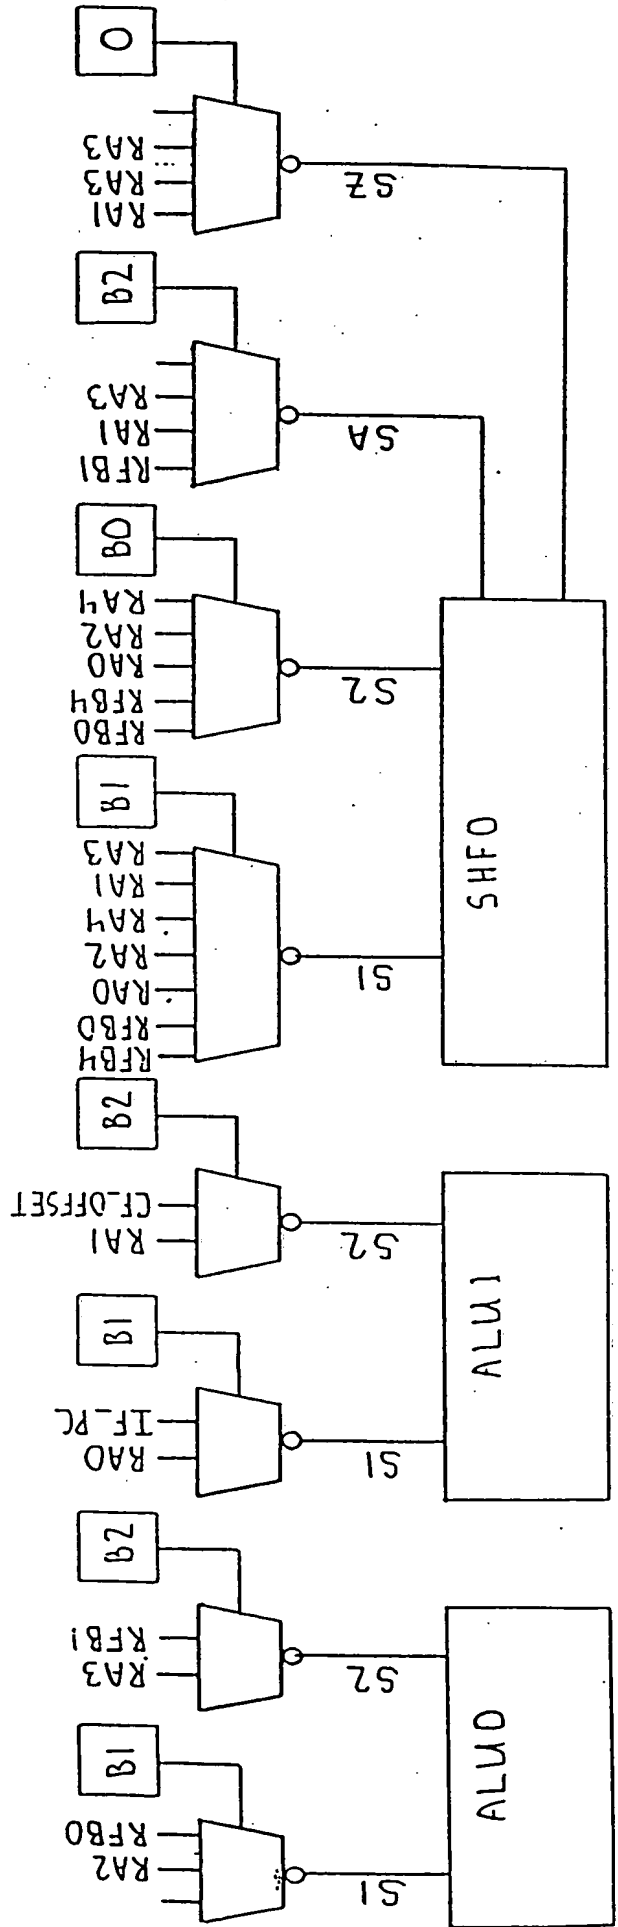 0
RA3
...
RA3
RA1
SZ
B2
RA3
RA1
RFB1
SA
B0
RA4
RA2
RA0
RFB4
RFB0
S2
B1
RA3
RA1
RA4
RA2
RA0
RFB0
RFB4
S1
SHF0
B2
CF_OFFSET
RA1
S2
B1
IF_PC
RA0
S1
ALU1
B2
RFB1
RA3
S2
B1
RFB0
RA2
S1
ALU0